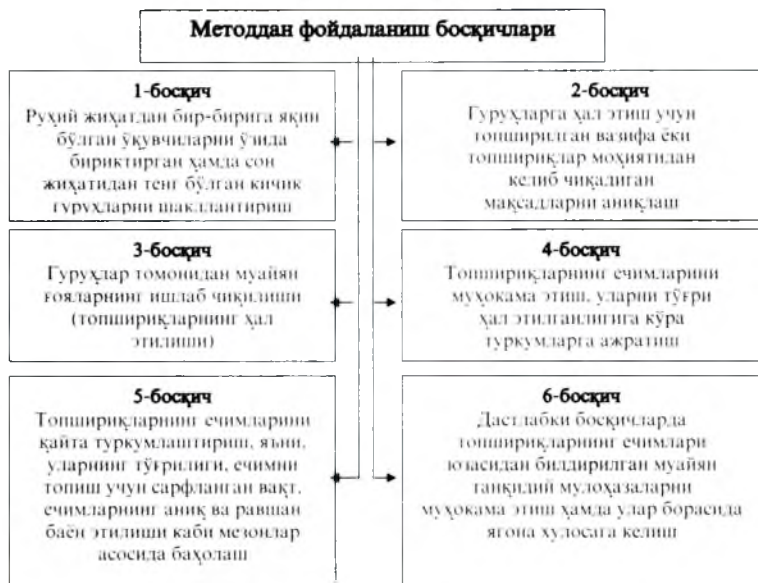 Методдан фойдаланиш босқичлари
1-босқич
Руҳий жиҳатдан бир-бирига яқин
бўлган ўқувчиларни ўзида
бириктирган ҳамда сон
жиҳатидан тенг бўлган кичик
гуруҳларни шакллантириш
2-босқич
Гуруҳларга ҳал этиш учун
топширилган вазифа ёки
топшириқлар моҳиятидан
келиб чиқадиган
мақсадларни аниқлаш
3-босқич
Гуруҳлар томонидан муайян
ғояларнинг ишлаб чиқилиши
(топшириқларнинг ҳал
этилиши)
4-босқич
Топшириқларнинг ечимларини
муҳокама этиш, уларни тўғри
ҳал этилганлигига кўра
туркумларга ажратиш
5-босқич
Топшириқларнинг ечимларини
қайта туркумлаштириш, яъни,
уларнинг тўғрилиги, ечимни
топиш учун сарфланган вақт,
ечимларнинг аниқ ва равшан
баён этилиши каби мезонлар
асосида баҳолаш
6-босқич
Дастлабки босқичларда
топшириқларнинг ечимлари
юзасидан билдирилган муайян
танқидий мулоҳазаларни
муҳокама этиш ҳамда улар борасида
ягона хулосага келиш